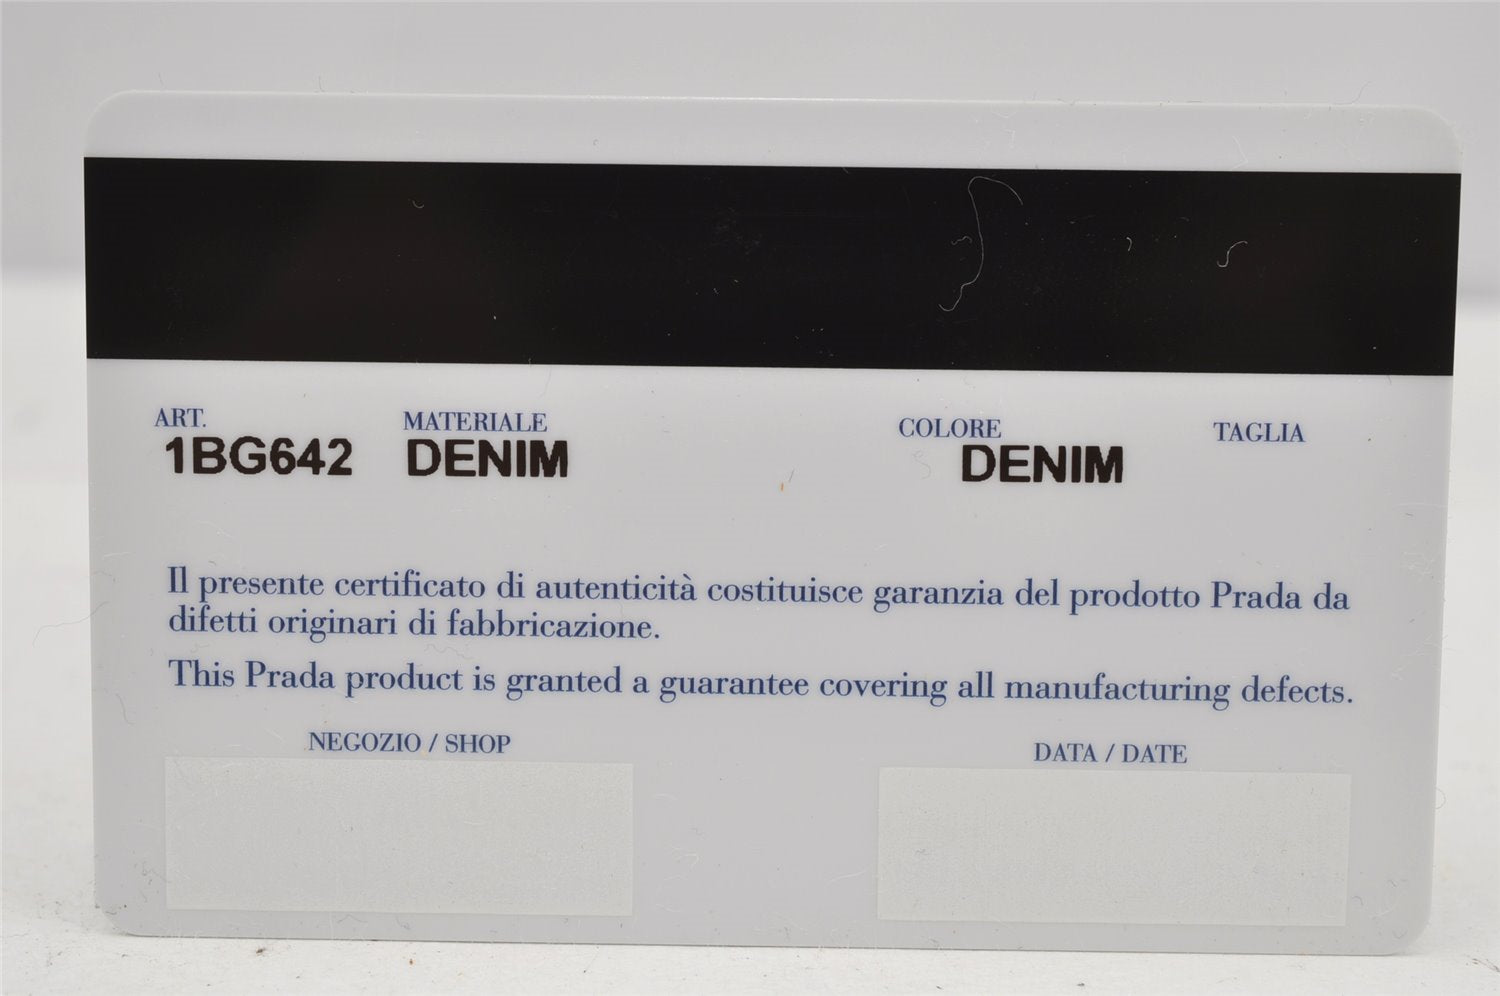 ART. MATERIALE COLORE TAGLIA
1BG642 DENIM DENIM
Il presente certificato di autenticità costituisce garanzia del prodotto Prada da
difetti originari di fabbricazione.
This Prada product is granted a guarantee covering all manufacturing defects.
NEGOZIO / SHOP DATA / DATE